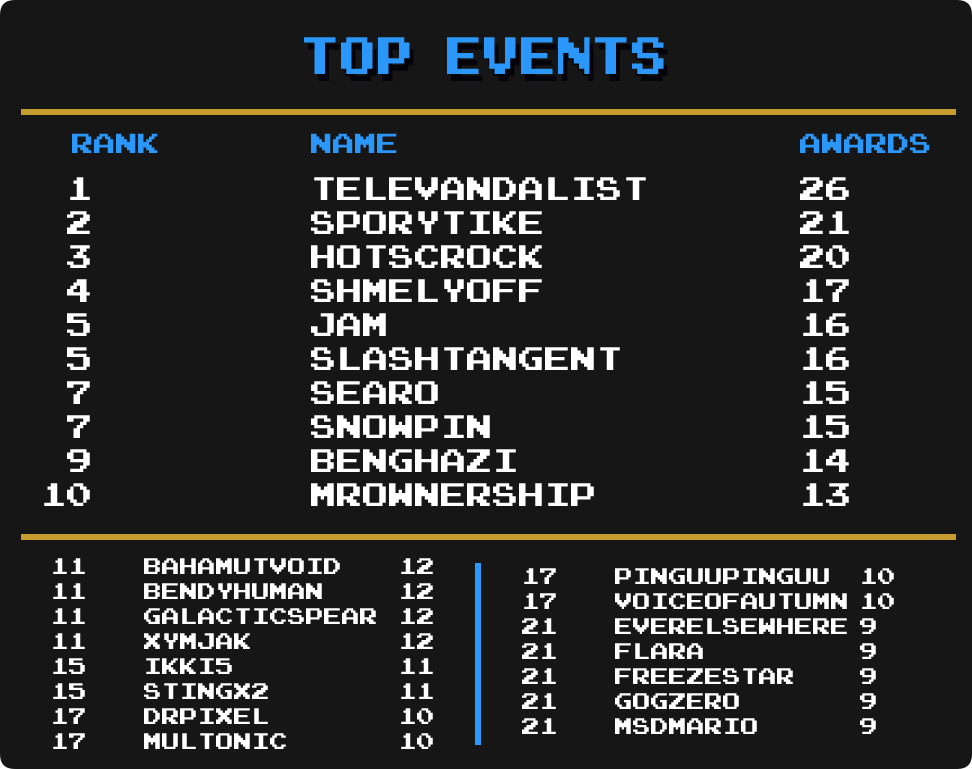 TOP EVENTS
RANK NAME AWARDS
1 TELEVANDALIST 26
2 SPORYTIKE 21
3 HOTSCROCK 20
4 SHMELYOFF 17
5 JAM 16
5 SLASHTANGENT 16
7 SEARO 15
7 SNOWPIN 15
9 BENGHAZI 14
10 MROWNERSHIP 13
11 BAHAMUTVOID 12
11 BENDYHUMAN 12
11 GALACTICSPEAR 12
11 XYMJAK 12
15 IKKI5 11
15 STINGX2 11
17 DRPIXEL 10
17 MULTONIC 10
17 PINGUUPINGUU 10
17 VOICEOFAUTUMN 10
21 EVERELSEWHERE 9
21 FLARA 9
21 FREEZESTAR 9
21 GOGZERO 9
21 MSDMARIO 9